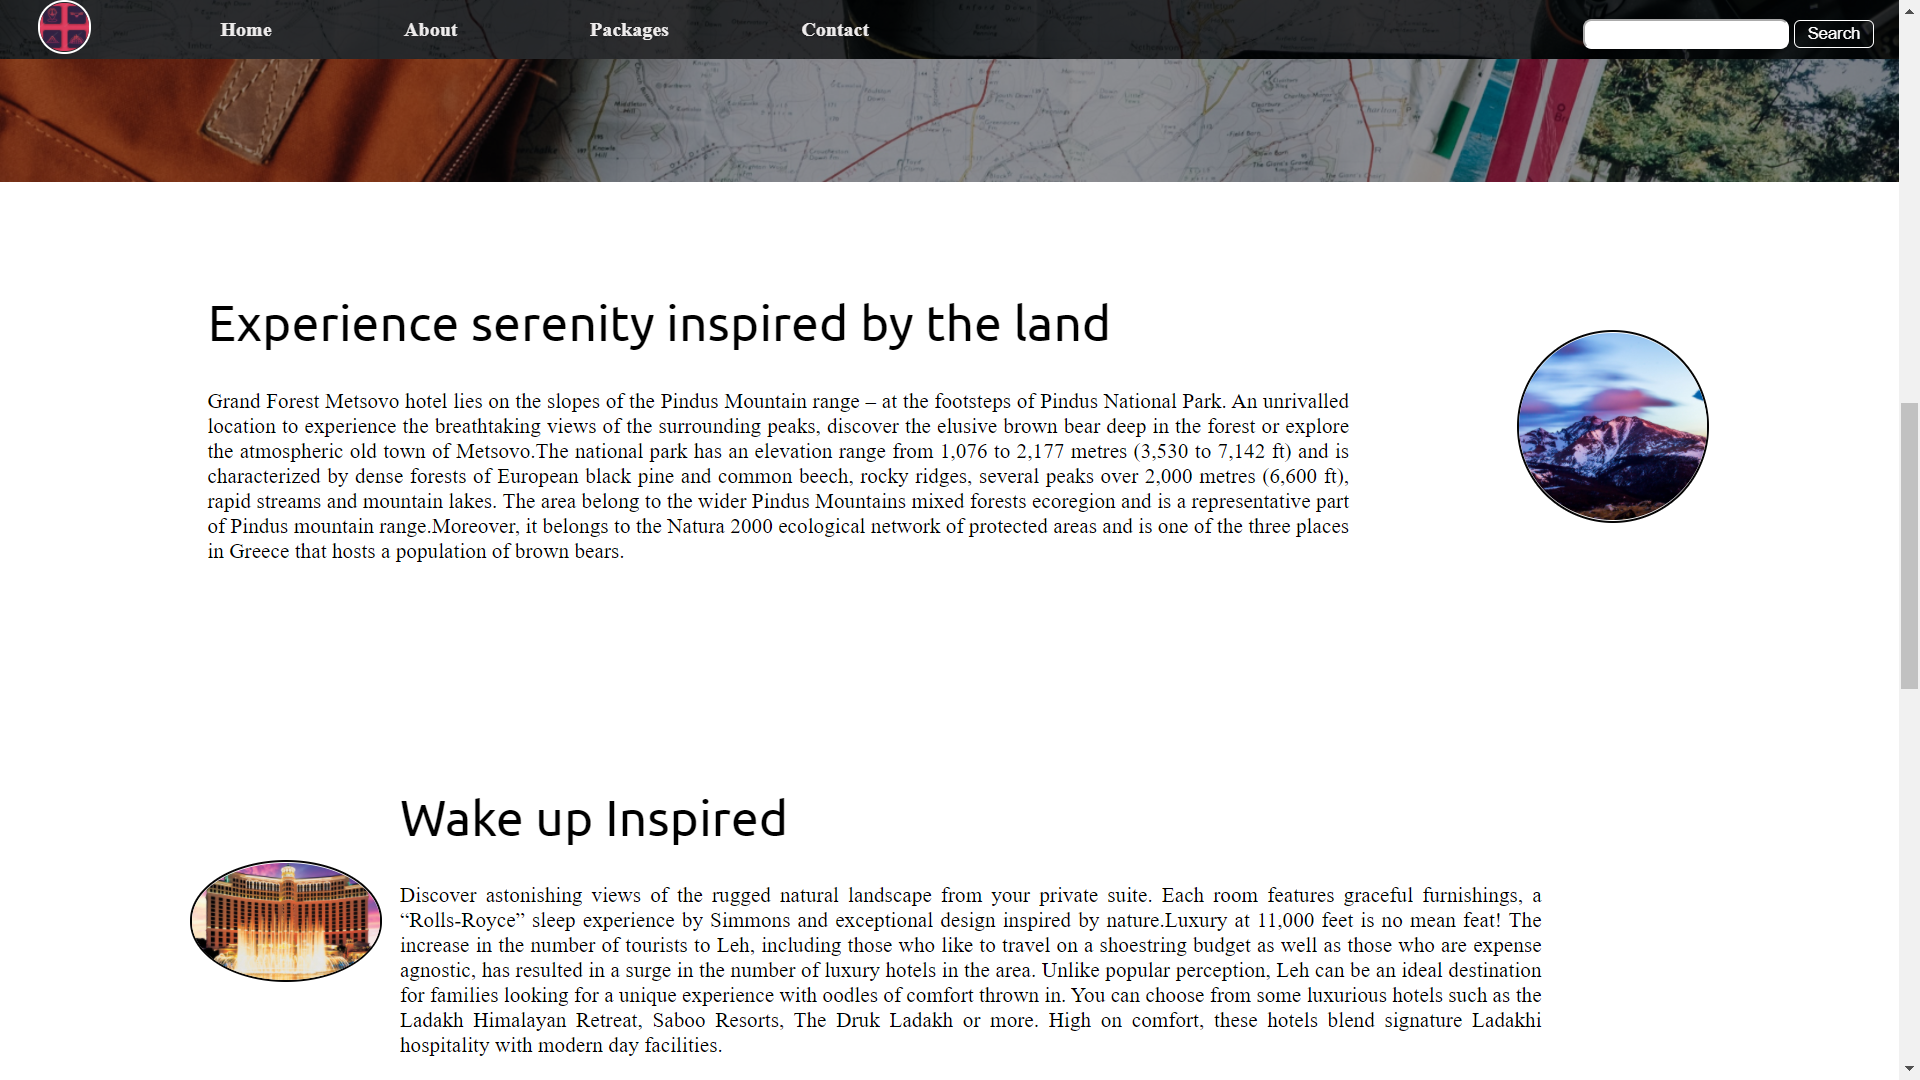 Home About Packages Contact Search
Experience serenity inspired by the land
Grand Forest Metsovo hotel lies on the slopes of the Pindus Mountain range – at the footsteps of Pindus National Park. An unrivalled
location to experience the breathtaking views of the surrounding peaks, discover the elusive brown bear deep in the forest or explore
the atmospheric old town of Metsovo.The national park has an elevation range from 1,076 to 2,177 metres (3,530 to 7,142 ft) and is
characterized by dense forests of European black pine and common beech, rocky ridges, several peaks over 2,000 metres (6,600 ft),
rapid streams and mountain lakes. The area belong to the wider Pindus Mountains mixed forests ecoregion and is a representative part
of Pindus mountain range.Moreover, it belongs to the Natura 2000 ecological network of protected areas and is one of the three places
in Greece that hosts a population of brown bears.
Wake up Inspired
Discover astonishing views of the rugged natural landscape from your private suite. Each room features graceful furnishings, a
“Rolls-Royce” sleep experience by Simmons and exceptional design inspired by nature.Luxury at 11,000 feet is no mean feat! The
increase in the number of tourists to Leh, including those who like to travel on a shoestring budget as well as those who are expense
agnostic, has resulted in a surge in the number of luxury hotels in the area. Unlike popular perception, Leh can be an ideal destination
for families looking for a unique experience with oodles of comfort thrown in. You can choose from some luxurious hotels such as the
Ladakh Himalayan Retreat, Saboo Resorts, The Druk Ladakh or more. High on comfort, these hotels blend signature Ladakhi
hospitality with modern day facilities.